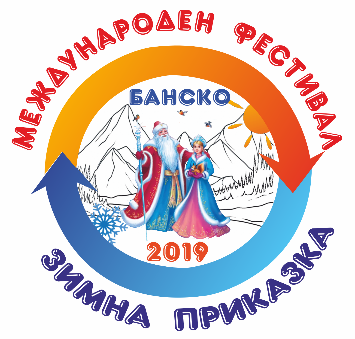 МЕЖДУНАРОДЕН ФЕСТИВАЛ
БАНСКО
2019
ЗИМНА ПРИКАЗКА